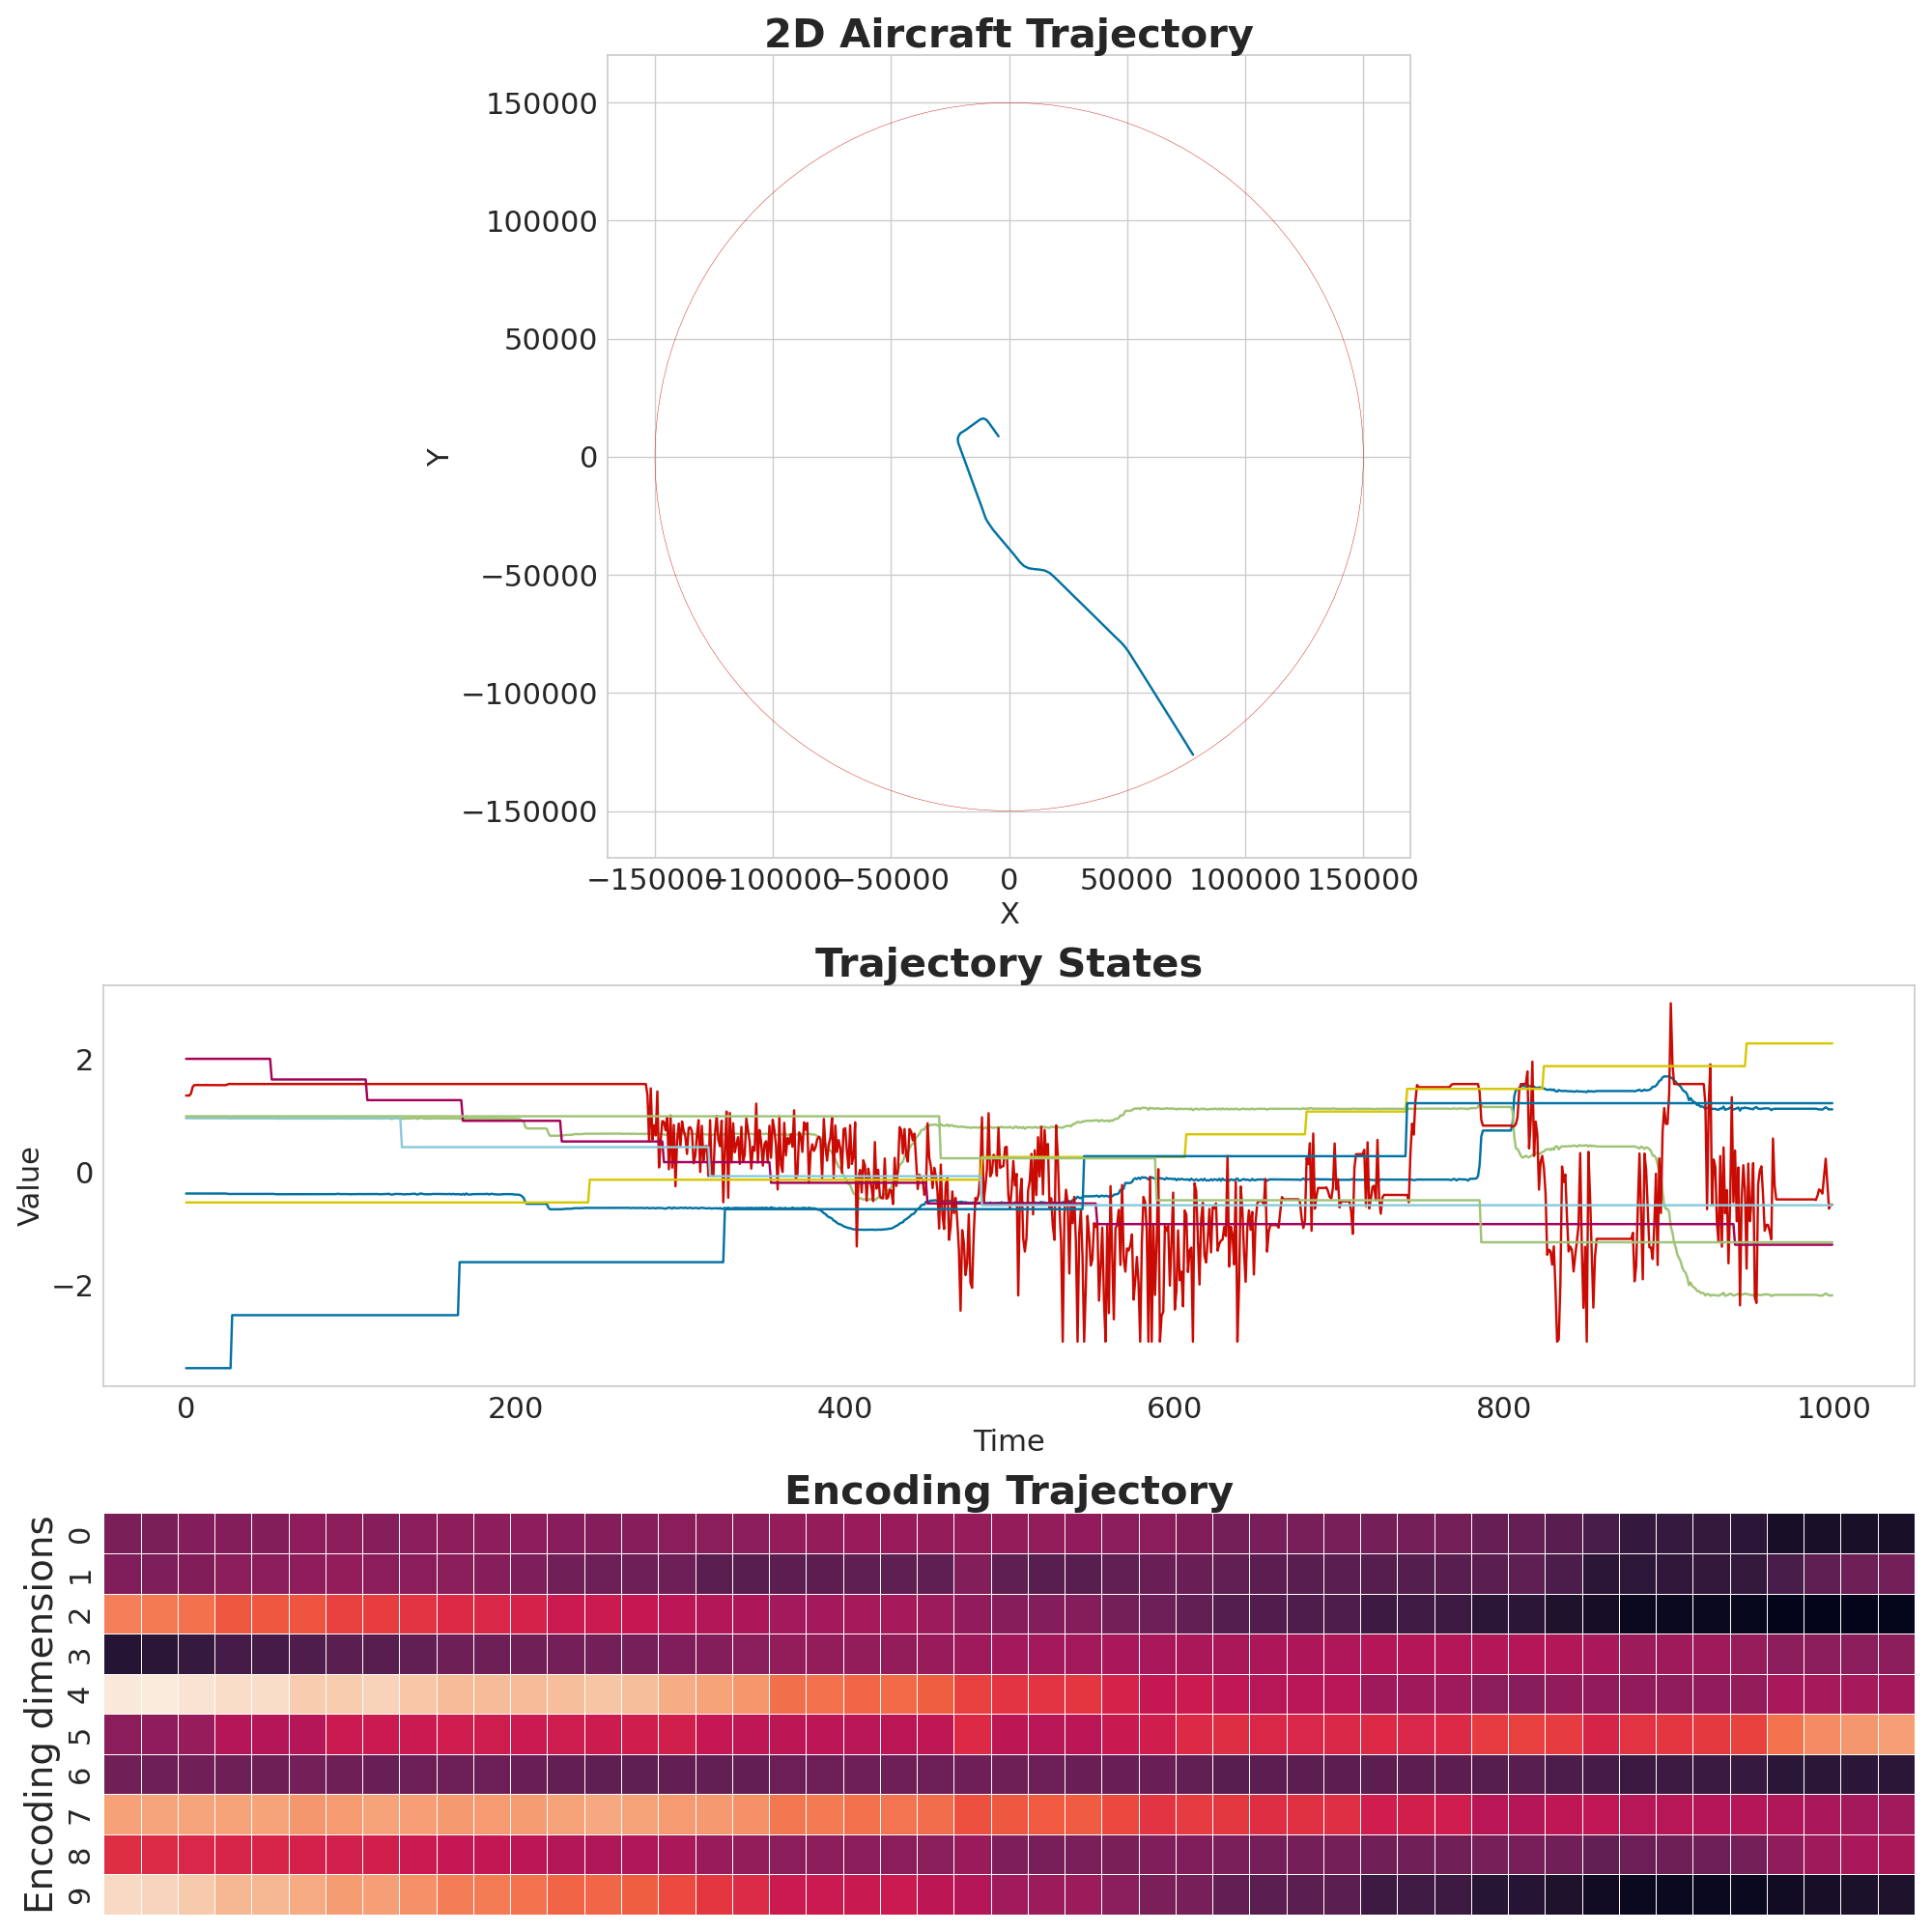 2D Aircraft Trajectory
150000
100000
50000
0
−50000
−100000
−150000
Y
−150000 −100000 −50000 0 50000 100000 150000
X
Trajectory States
2
0
−2
Value
0 200 400 600 800 1000
Time
Encoding Trajectory
Encoding dimensions
0
1
2
3
4
5
6
7
8
9